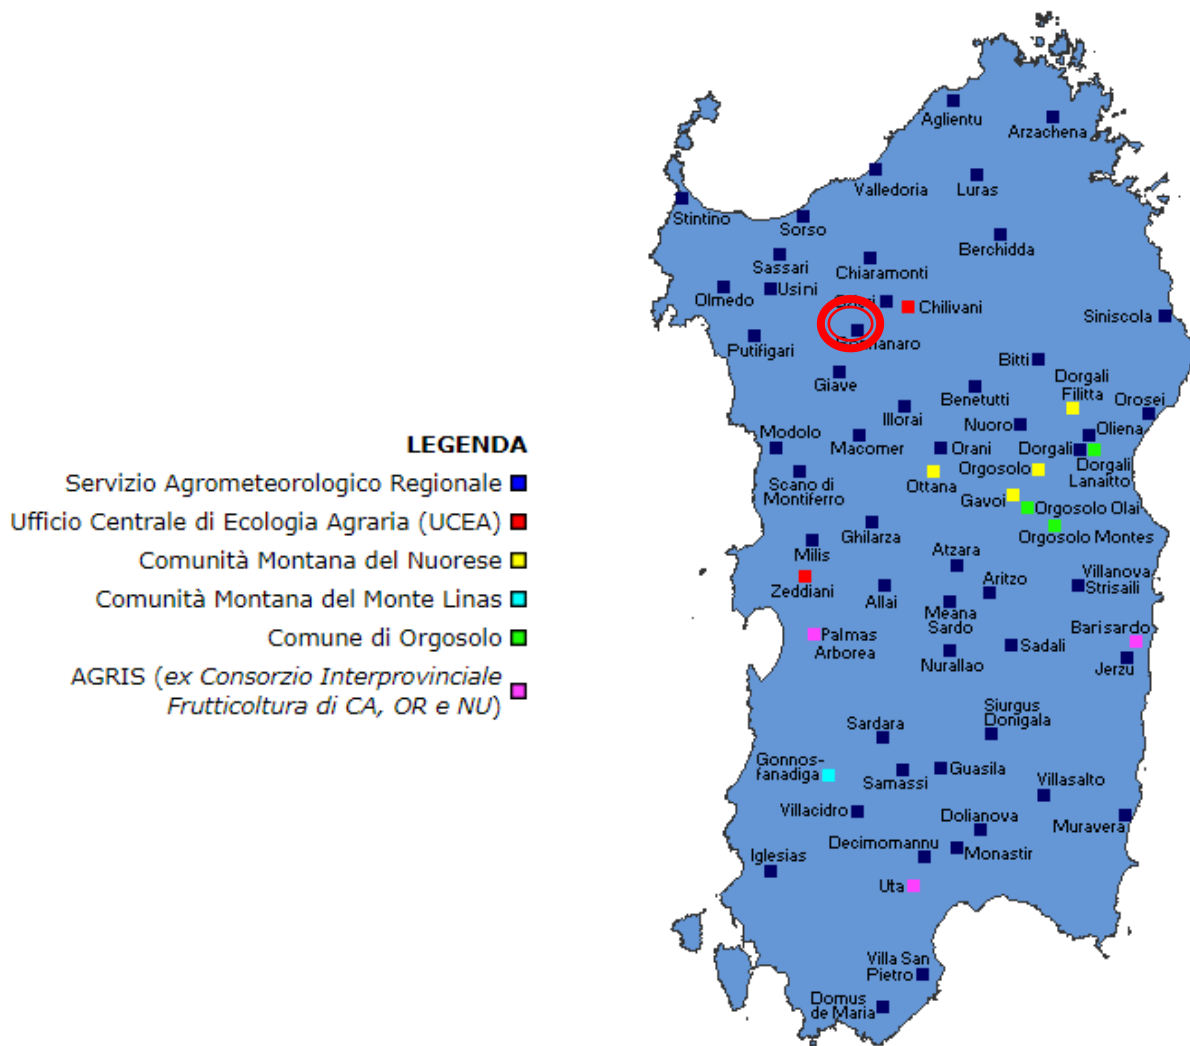 LEGENDA
Servizio Agrometeorologico Regionale
Ufficio Centrale di Ecologia Agraria (UCEA)
Comunità Montana del Nuorese
Comunità Montana del Monte Linas
Comune di Orgosolo
AGRIS (ex Consorzio Interprovinciale
Frutticoltura di CA, OR e NU)
Aglientu
Arzachena
Valledoria
Luras
Stintino
Sorso
Berchidda
Sassari
Chiaramonti
Olmedo
Usini
Chilivani
Siniscola
Putifigari
Giave
Bitti
Dorgali
Filitta
Benetutti
Orosei
Illorai
Nuoro
Oliena
Modolo
Macomer
Orani
Dorgali
Dorgali
Lanaitto
Scano di
Montiferro
Ottana
Orgosolo
Gavoi
Orgosolo Olai
Orgosolo Montes
Ghilarza
Milis
Atzara
Zeddiani
Allai
Aritzo
Villanova
Strisaili
Meana
Sardo
Palmas
Arborea
Barisardo
Nurallao
Sadali
Jerzu
Siurgus
Donigala
Sardara
Gonnos-
fanadiga
Samassi
Guasila
Villasalto
Villacidro
Dolianova
Muravera
Decimomannu
Monastir
Iglesias
Uta
Villa San
Pietro
Domus
de Maria